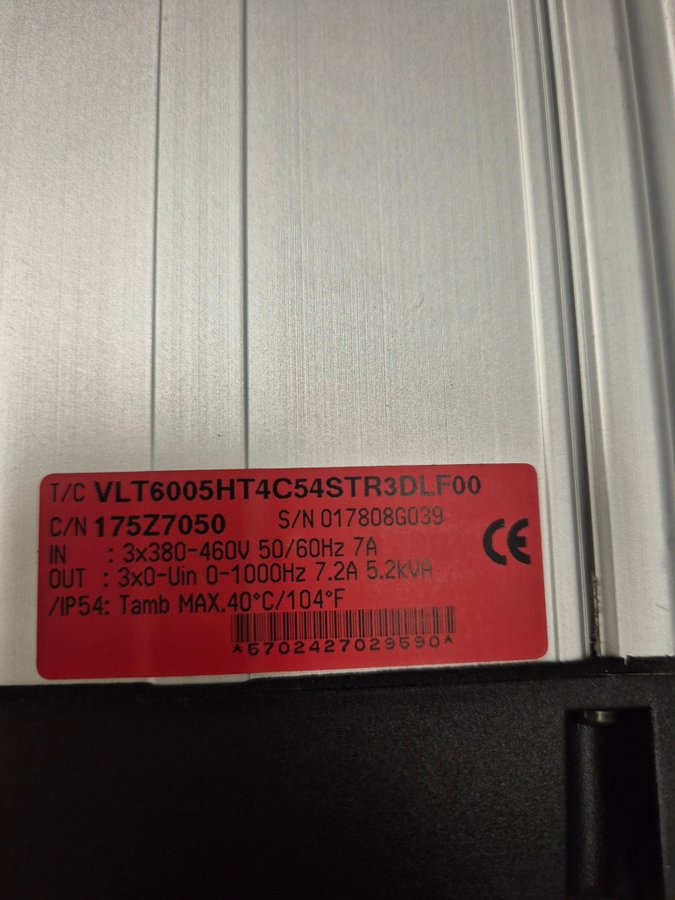 T/C VLT6005HT4C54STR3DLF00
C/N 175Z7050 S/N 017808G039
IN : 3x380-460V 50/60Hz 7A
OUT : 3x0-Uin 0-1000Hz 7.2A 5.2kVA
/IP54: Tamb MAX.40°C/104°F
CE
*5702427029590*